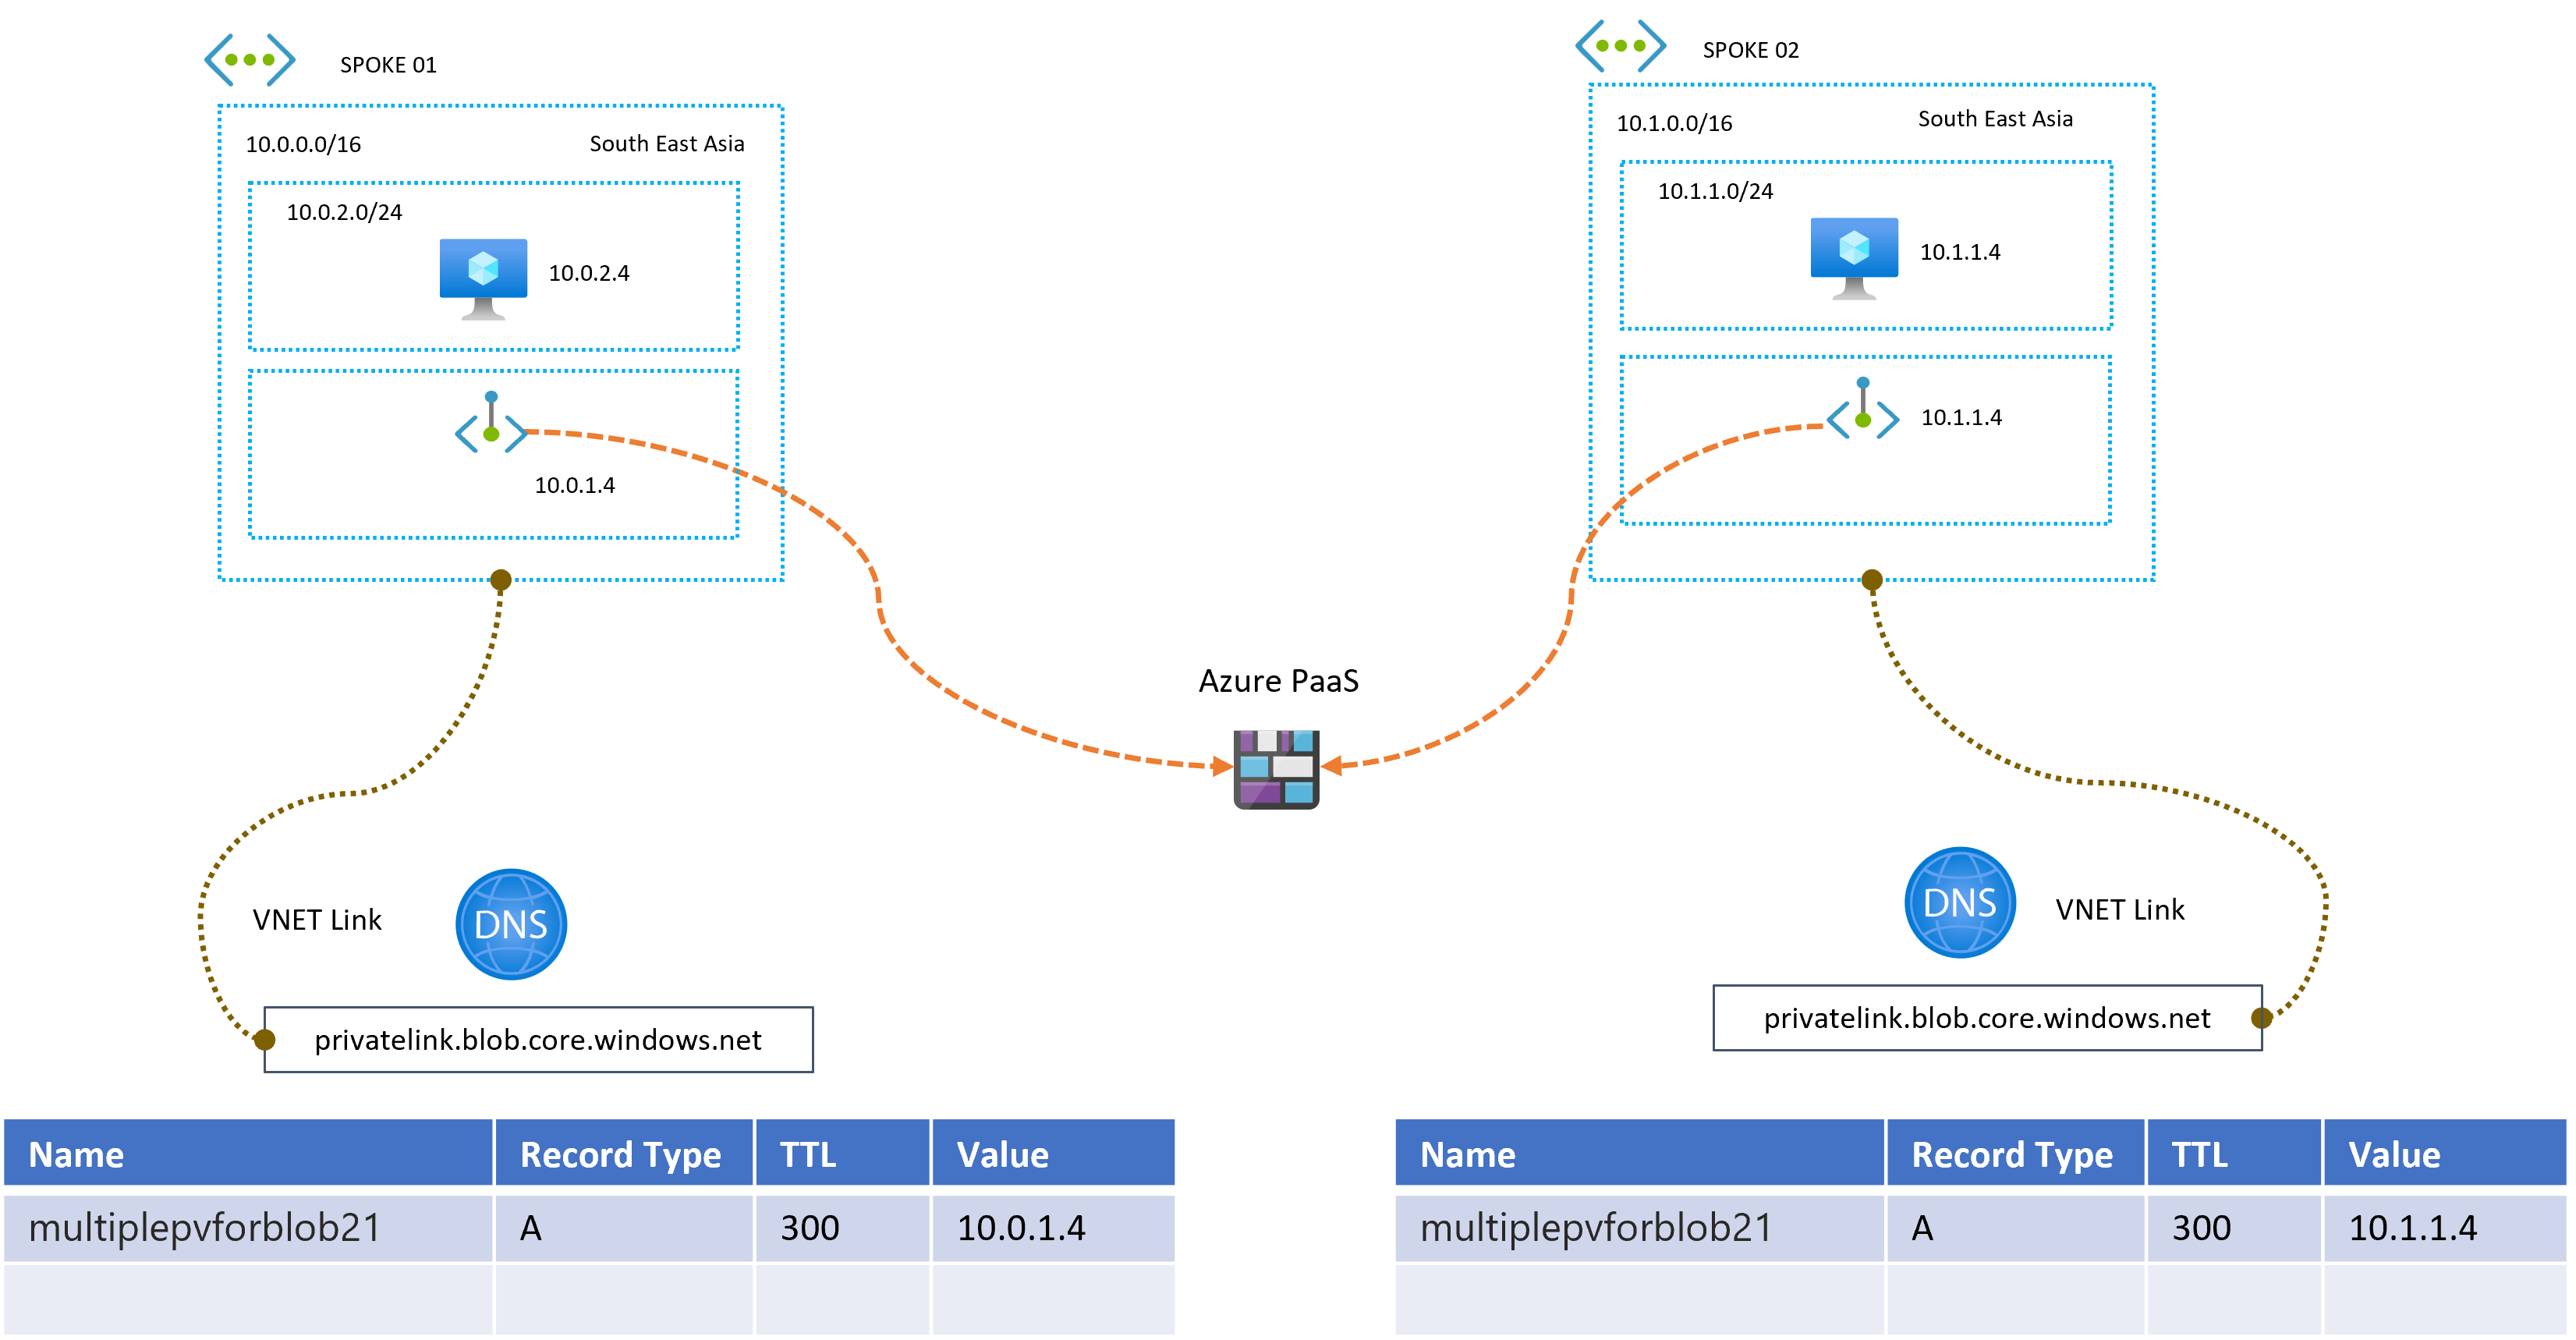 SPOKE 01
10.0.0.0/16
South East Asia
10.0.2.0/24
10.0.2.4
10.0.1.4
SPOKE 02
10.1.0.0/16
South East Asia
10.1.1.0/24
10.1.1.4
10.1.1.4
Azure PaaS
VNET Link
DNS
privatelink.blob.core.windows.net
DNS
VNET Link
privatelink.blob.core.windows.net
Name Record Type TTL Value
multiplepvforblob21 A 300 10.0.1.4
Name Record Type TTL Value
multiplepvforblob21 A 300 10.1.1.4